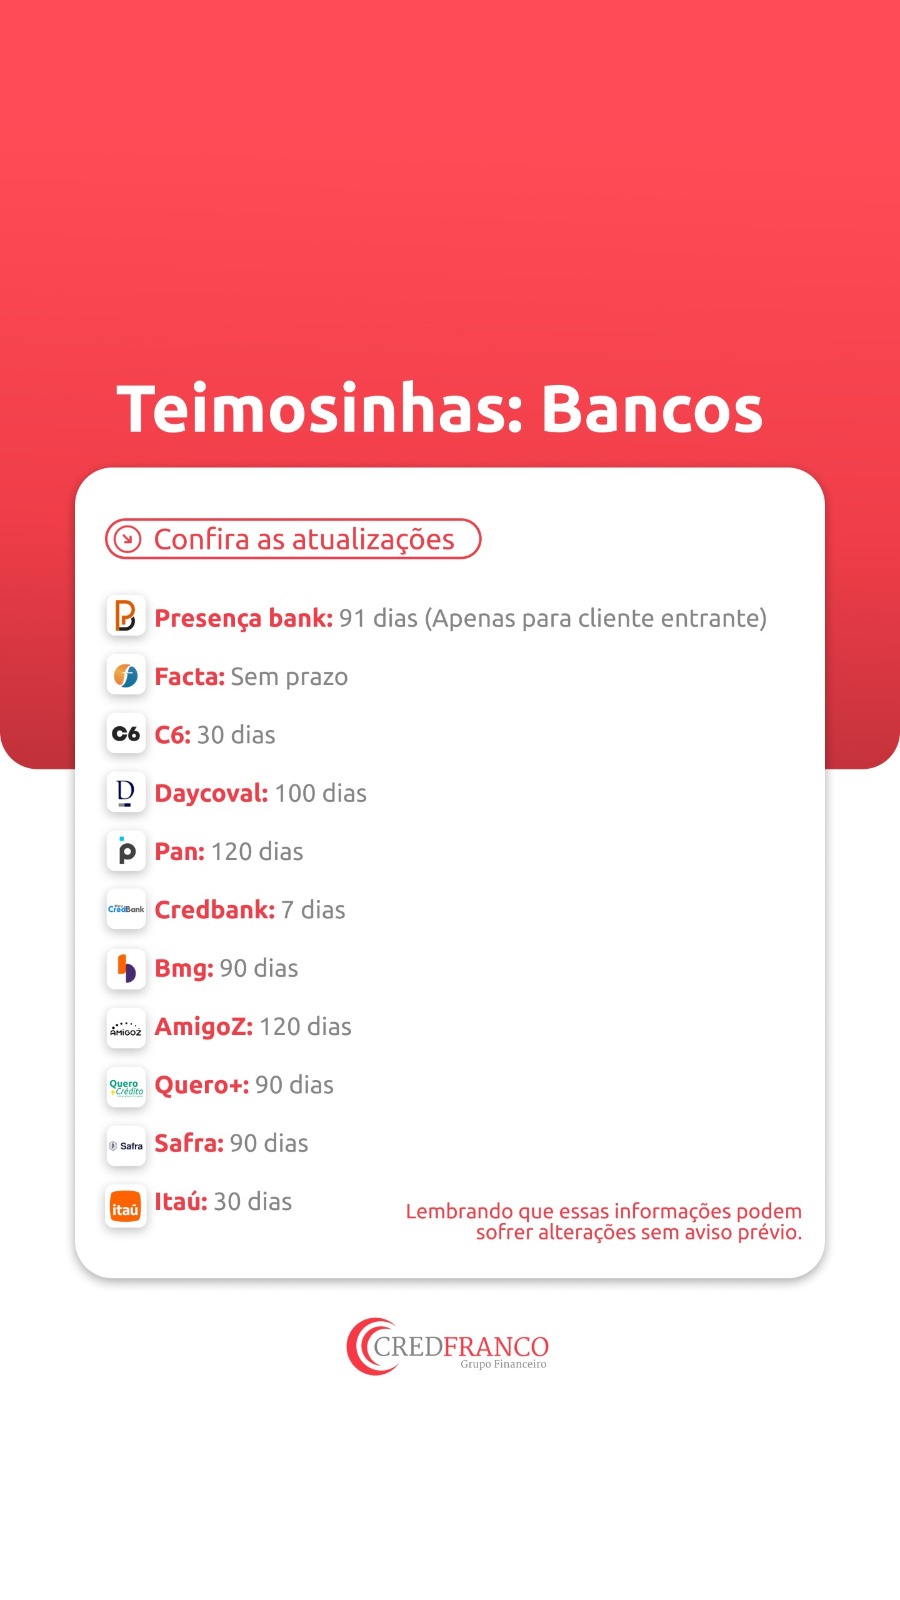 Teimosinhas: Bancos
Confira as atualizações
Presença bank: 91 dias (Apenas para cliente entrante)
Facta: Sem prazo
C6 C6: 30 dias
D Daycoval: 100 dias
Pan: 120 dias
CredBank Credbank: 7 dias
Bmg: 90 dias
AMIGOZ AmigoZ: 120 dias
Quero
+Crédito
Quero+: 90 dias
Safra Safra: 90 dias
itaú Itaú: 30 dias
Lembrando que essas informações podem
sofrer alterações sem aviso prévio.
CREDFRANCO
Grupo Financeiro